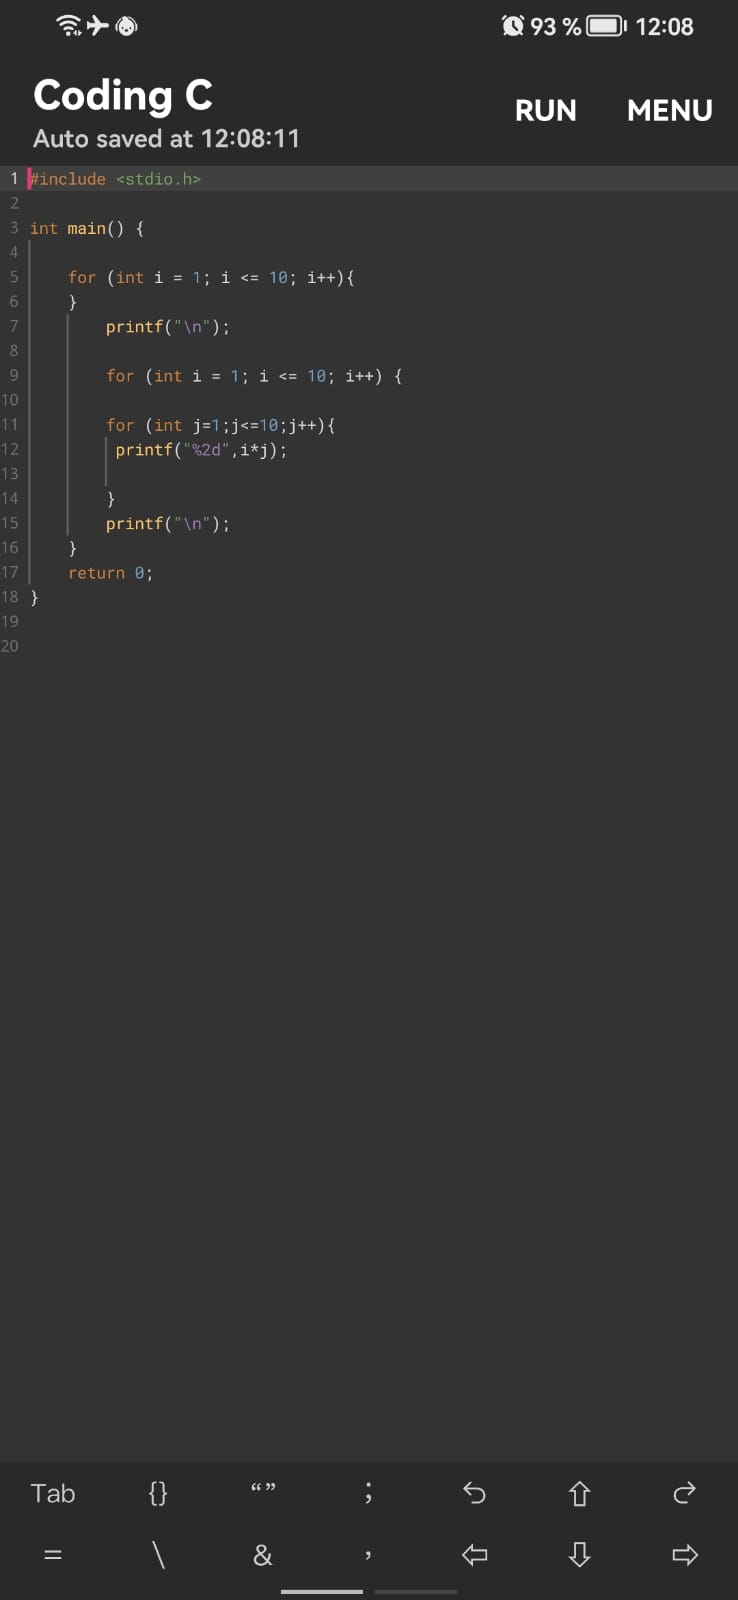 93 % 12:08
Coding C
RUN MENU
Auto saved at 12:08:11
1 #include <stdio.h>
2
3 int main() {
4
5 for (int i = 1; i <= 10; i++){
6 }
7 printf("\n");
8
9 for (int i = 1; i <= 10; i++) {
10
11 for (int j=1;j<=10;j++){
12 printf("%2d",i*j);
13
14 }
15 printf("\n");
16 }
17 return 0;
18 }
19
20
Tab {} “” ;
= \ & ,